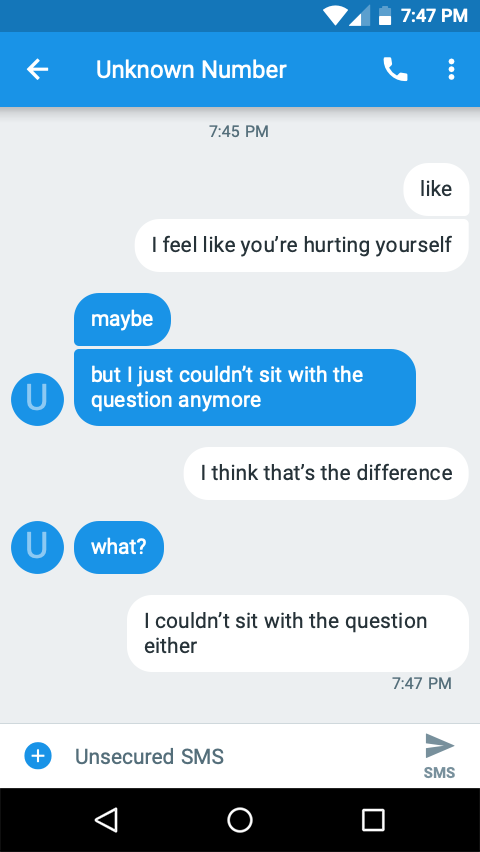 7:47 PM
Unknown Number
7:45 PM
like
I feel like you’re hurting yourself
maybe
but I just couldn’t sit with the
question anymore
U
I think that’s the difference
U
what?
I couldn’t sit with the question
either
7:47 PM
Unsecured SMS
SMS